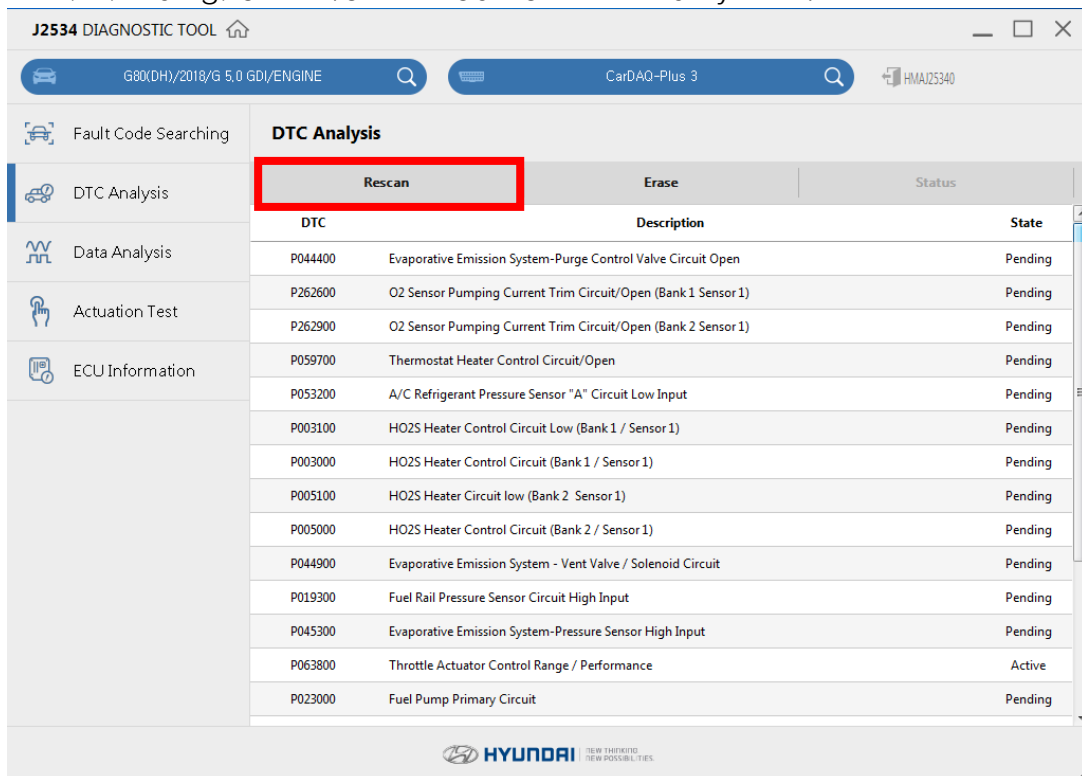 J2534 DIAGNOSTIC TOOL
G80(DH)/2018/G 5,0 GDI/ENGINE CarDAQ-Plus 3 HMAJ25340
Fault Code Searching
DTC Analysis
Data Analysis
Actuation Test
ECU Information
DTC Analysis
Rescan Erase Status
DTC Description State
P044400 Evaporative Emission System-Purge Control Valve Circuit Open Pending
P262600 O2 Sensor Pumping Current Trim Circuit/Open (Bank 1 Sensor 1) Pending
P262900 O2 Sensor Pumping Current Trim Circuit/Open (Bank 2 Sensor 1) Pending
P059700 Thermostat Heater Control Circuit/Open Pending
P053200 A/C Refrigerant Pressure Sensor "A" Circuit Low Input Pending
P003100 HO2S Heater Control Circuit Low (Bank 1 / Sensor 1) Pending
P003000 HO2S Heater Control Circuit (Bank 1 / Sensor 1) Pending
P005100 HO2S Heater Circuit low (Bank 2 Sensor 1) Pending
P005000 HO2S Heater Control Circuit (Bank 2 / Sensor 1) Pending
P044900 Evaporative Emission System - Vent Valve / Solenoid Circuit Pending
P019300 Fuel Rail Pressure Sensor Circuit High Input Pending
P045300 Evaporative Emission System-Pressure Sensor High Input Pending
P063800 Throttle Actuator Control Range / Performance Active
P023000 Fuel Pump Primary Circuit Pending
HYUNDAI NEW THINKING
NEW POSSIBILITIES.